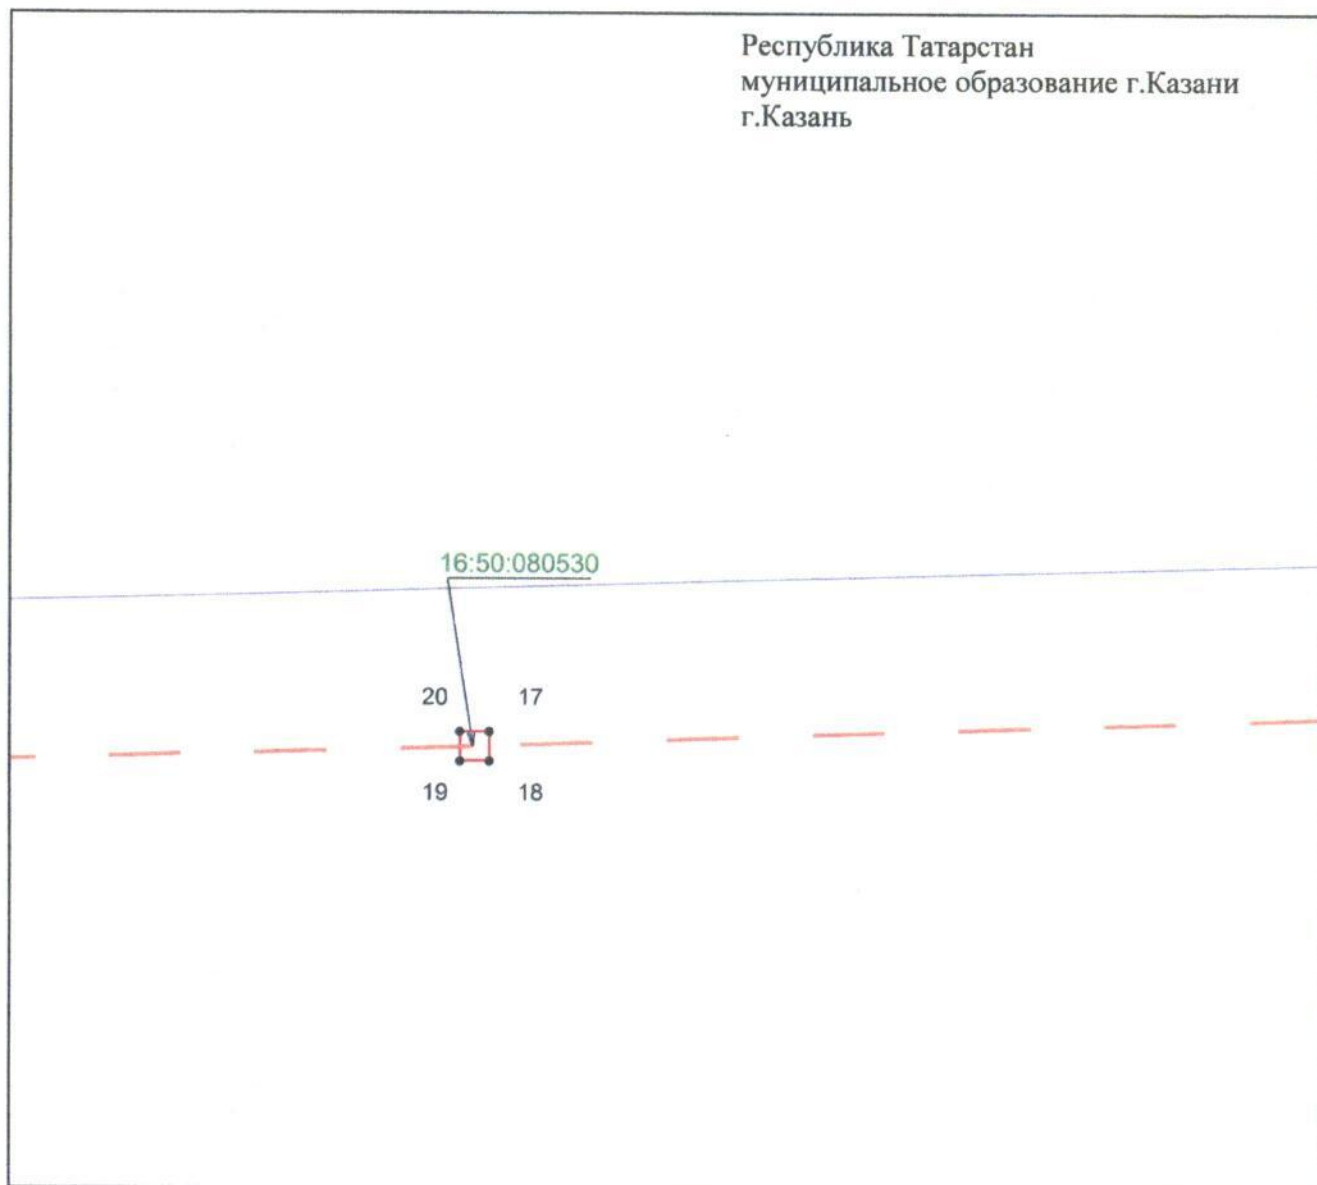 Республика Татарстан
муниципальное образование г.Казани
г.Казань
16:50:080530
20 17
19 18